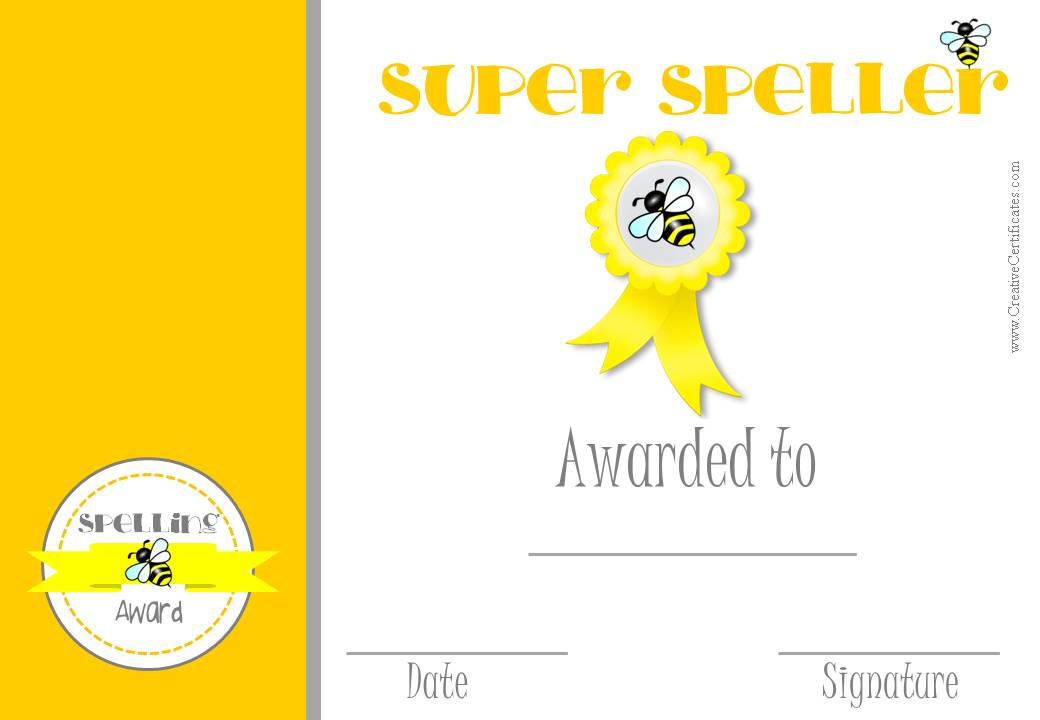 SUPer SPeLLer
www.CreativeCertificates.com
Awarded to
SPeLLing
Award
Date
Signature